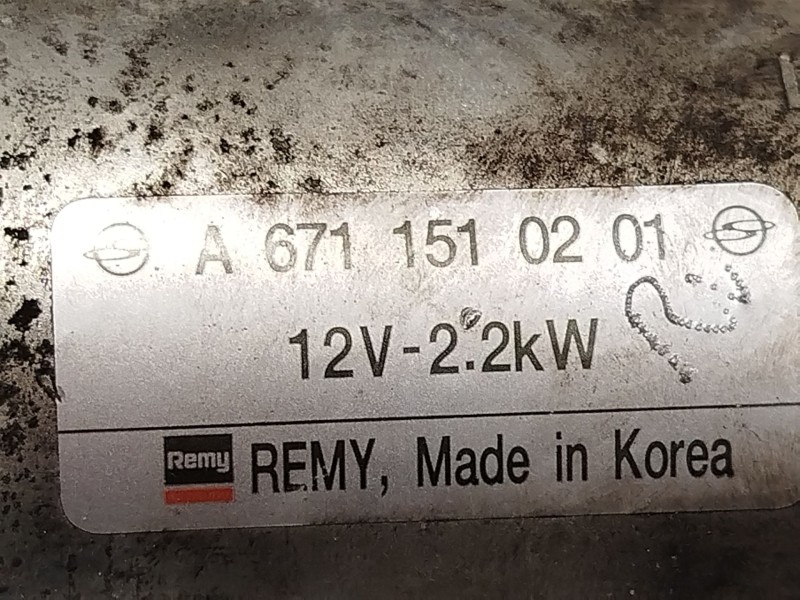 A 671 151 02 01
12V-2.2kW
Remy REMY, Made in Korea